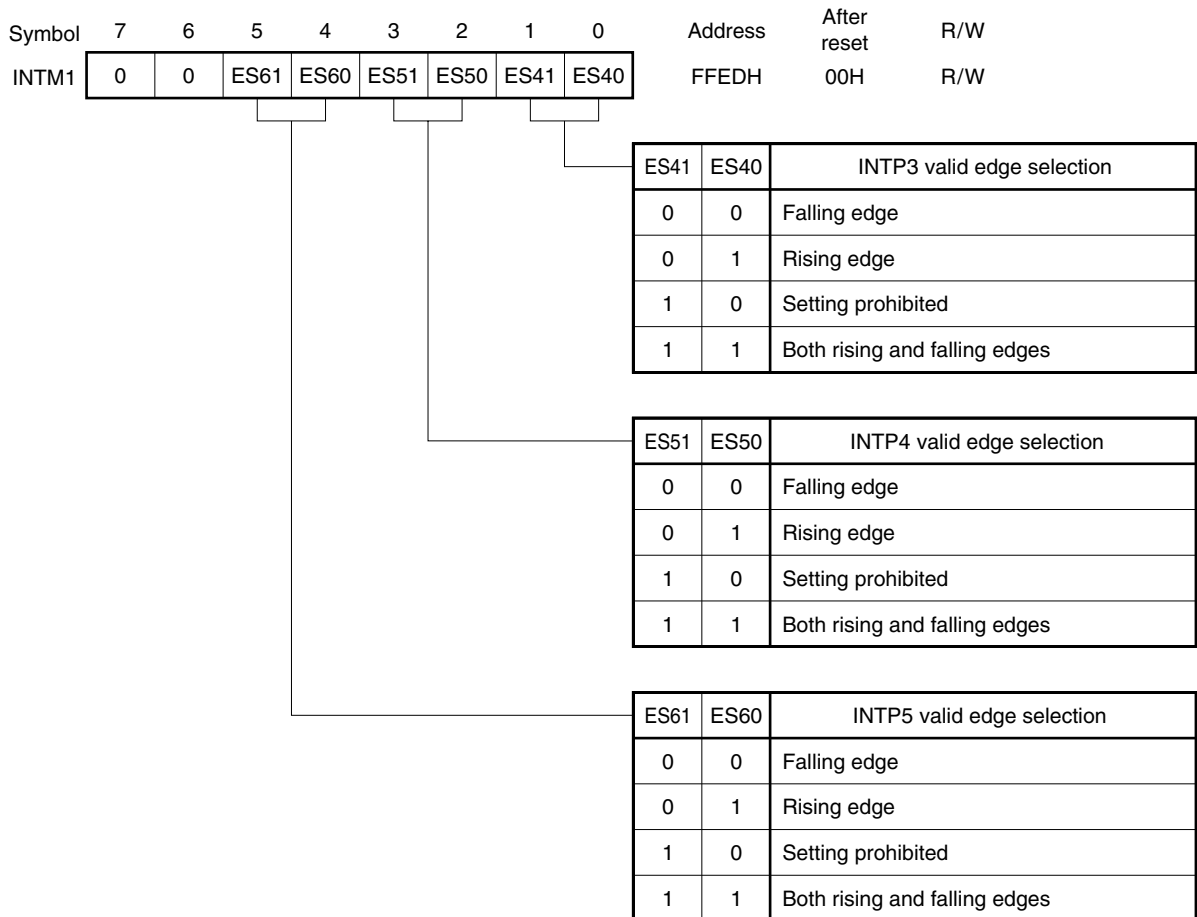 Symbol 7 6 5 4 3 2 1 0 Address After reset R/W
INTM1 0 0 ES61 ES60 ES51 ES50 ES41 ES40 FFEDH 00H R/W
ES41 ES40 INTP3 valid edge selection
0 0 Falling edge
0 1 Rising edge
1 0 Setting prohibited
1 1 Both rising and falling edges
ES51 ES50 INTP4 valid edge selection
0 0 Falling edge
0 1 Rising edge
1 0 Setting prohibited
1 1 Both rising and falling edges
ES61 ES60 INTP5 valid edge selection
0 0 Falling edge
0 1 Rising edge
1 0 Setting prohibited
1 1 Both rising and falling edges